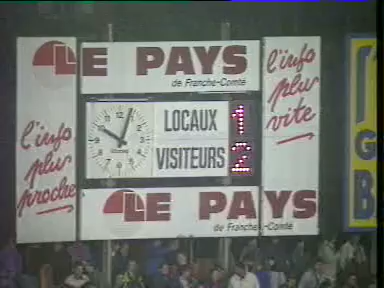 LE PAYS
de Franche-Comté
l'info
plus
proche
LOCAUX 1
VISITEURS 2
l'info
plus
vite
LE PAYS
de Franche-Comté
G
B